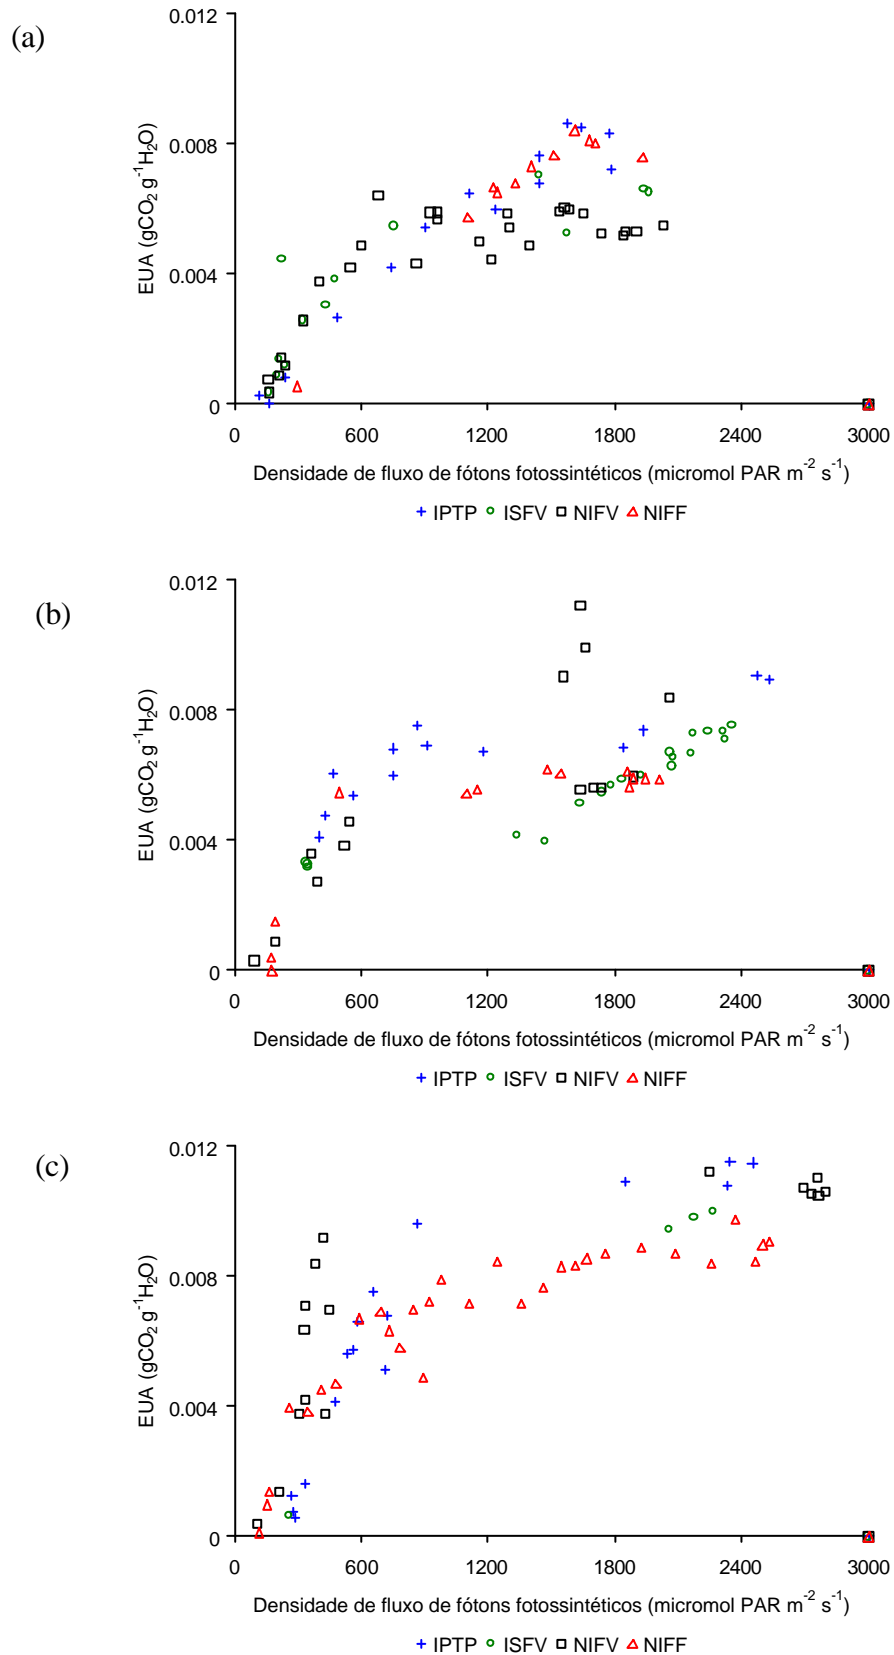 (a)
0.012
0.008
0.004
0
EUA (gCO₂ g⁻¹H₂O)
0 600 1200 1800 2400 3000
Densidade de fluxo de fótons fotossintéticos (micromol PAR m⁻² s⁻¹)
IPTP ISFV NIFV NIFF
(b)
0.012
0.008
0.004
0
EUA (gCO₂ g⁻¹H₂O)
0 600 1200 1800 2400 3000
Densidade de fluxo de fótons fotossintéticos (micromol PAR m⁻² s⁻¹)
IPTP ISFV NIFV NIFF
(c)
0.012
0.008
0.004
0
EUA (gCO₂ g⁻¹H₂O)
0 600 1200 1800 2400 3000
Densidade de fluxo de fótons fotossintéticos (micromol PAR m⁻² s⁻¹)
IPTP ISFV NIFV NIFF